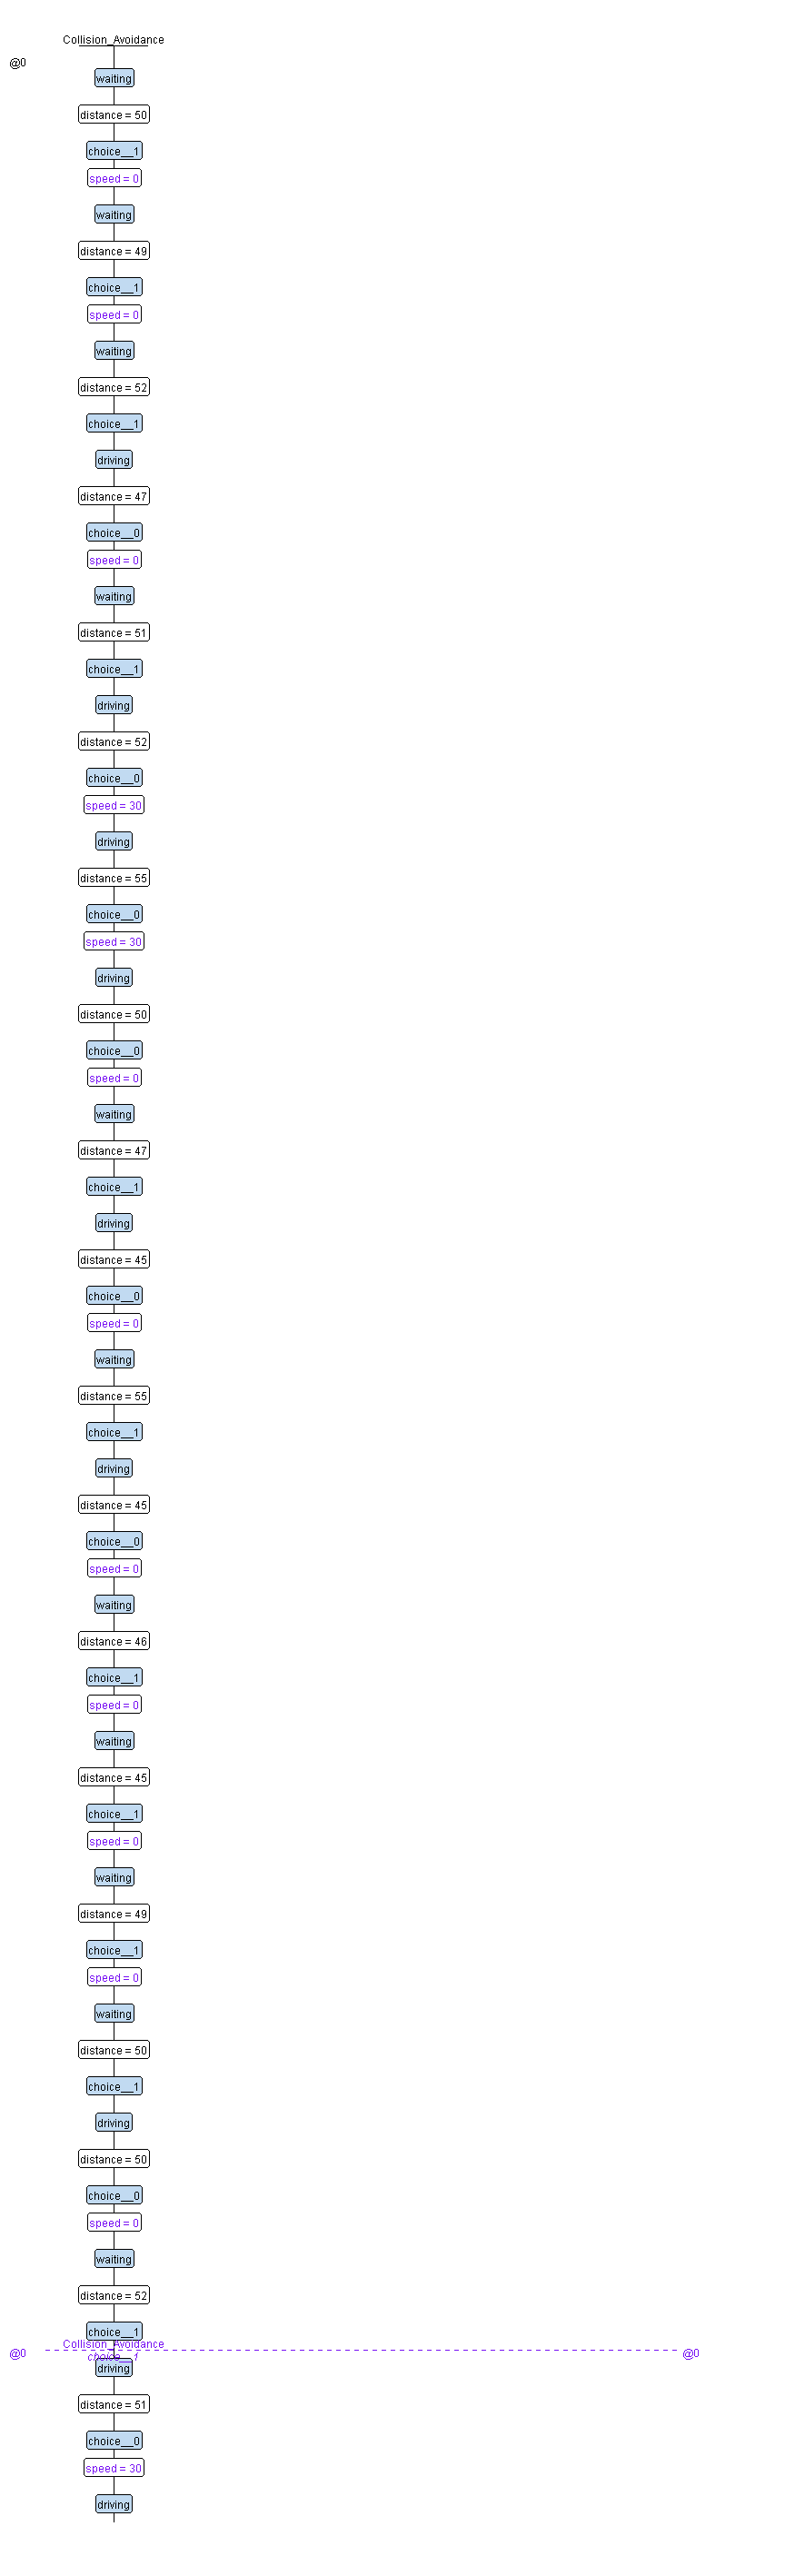 Collision_Avoidance
@0
waiting
distance = 50
choice__1
speed = 0
waiting
distance = 49
choice__1
speed = 0
waiting
distance = 52
choice__1
driving
distance = 47
choice__0
speed = 0
waiting
distance = 51
choice__1
driving
distance = 52
choice__0
speed = 30
driving
distance = 55
choice__0
speed = 30
driving
distance = 50
choice__0
speed = 0
waiting
distance = 47
choice__1
driving
distance = 45
choice__0
speed = 0
waiting
distance = 55
choice__1
driving
distance = 45
choice__0
speed = 0
waiting
distance = 46
choice__1
speed = 0
waiting
distance = 45
choice__1
speed = 0
waiting
distance = 49
choice__1
speed = 0
waiting
distance = 50
choice__1
driving
distance = 50
choice__0
speed = 0
waiting
distance = 52
choice__1
Collision_Avoidance
@0 @0
choice__1
driving
distance = 51
choice__0
speed = 30
driving